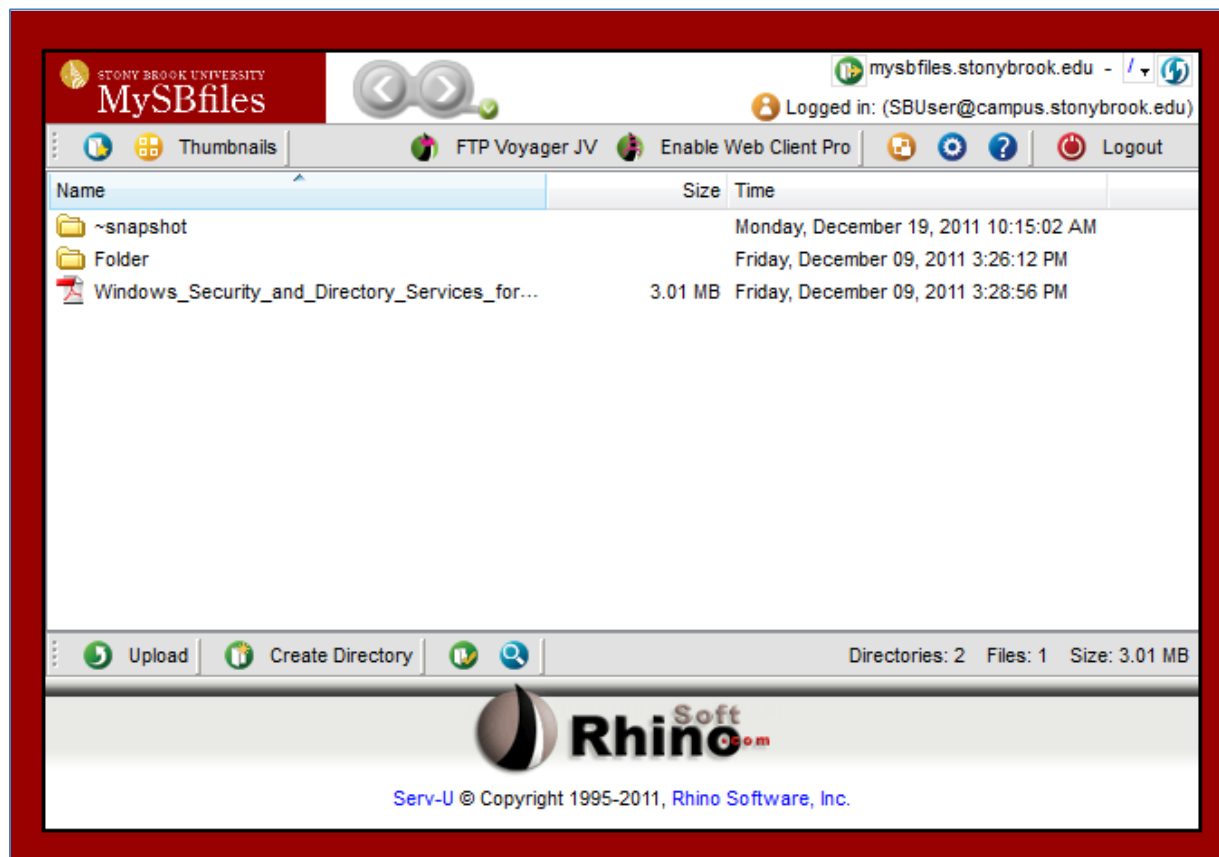 STONY BROOK UNIVERSITY
MySBfiles
mysbfiles.stonybrook.edu - /
Logged in: (SBUser@campus.stonybrook.edu)
Thumbnails FTP Voyager JV Enable Web Client Pro Logout
Name Size Time
~snapshot Monday, December 19, 2011 10:15:02 AM
Folder Friday, December 09, 2011 3:26:12 PM
Windows_Security_and_Directory_Services_for... 3.01 MB Friday, December 09, 2011 3:28:56 PM
Upload Create Directory Directories: 2 Files: 1 Size: 3.01 MB
RhinoSoft.com
Serv-U © Copyright 1995-2011, Rhino Software, Inc.